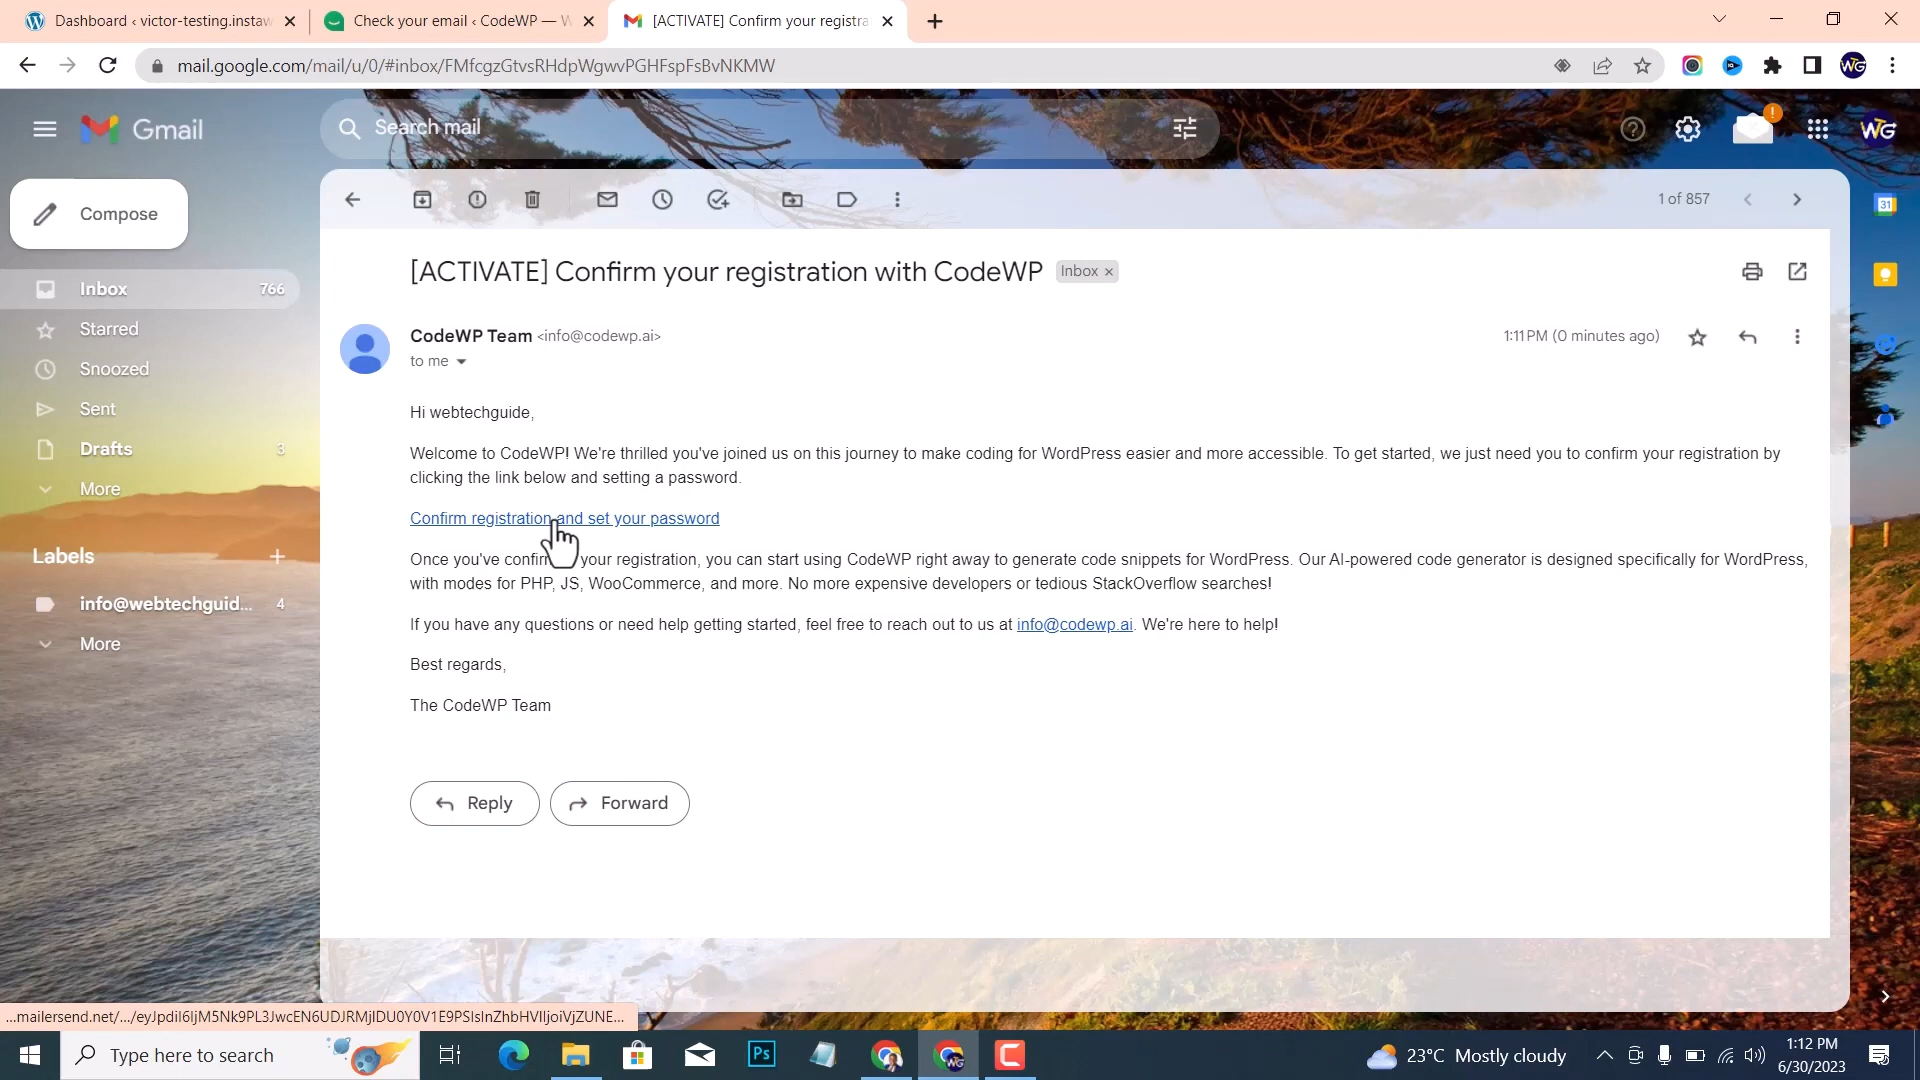 Dashboard ‹ victor-testing.instaw
Check your email ‹ CodeWP — W
[ACTIVATE] Confirm your registra
mail.google.com/mail/u/0/#inbox/FMfcgzGtvsRHdpWgwvPGHFspFsBvNKMW
WG
Gmail
Search mail
WG
Compose
1 of 857
31
Inbox 766
Starred
Snoozed
Sent
Drafts 3
More
Labels
info@webtechguid... 4
More
[ACTIVATE] Confirm your registration with CodeWP Inbox ×
CodeWP Team <info@codewp.ai>
1:11 PM (0 minutes ago)
to me
Hi webtechguide,
Welcome to CodeWP! We're thrilled you've joined us on this journey to make coding for WordPress easier and more accessible. To get started, we just need you to confirm your registration by
clicking the link below and setting a password.
Confirm registration and set your password
Once you've confir your registration, you can start using CodeWP right away to generate code snippets for WordPress. Our AI-powered code generator is designed specifically for WordPress,
with modes for PHP, JS, WooCommerce, and more. No more expensive developers or tedious StackOverflow searches!
If you have any questions or need help getting started, feel free to reach out to us at info@codewp.ai. We're here to help!
Best regards,
The CodeWP Team
Reply
Forward
Type here to search
Ps
23°C Mostly cloudy
1:12 PM
6/30/2023